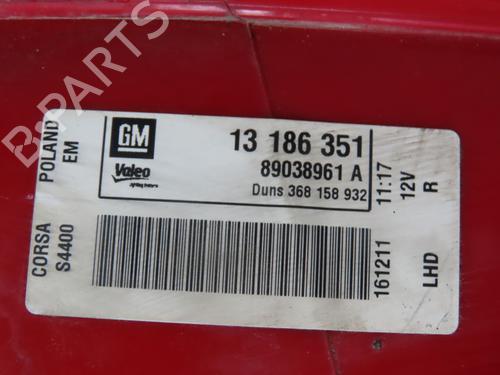 CORSA POLAND
S4400 EM
GM
Valeo
13 186 351
89038961 A
Duns 368 158 932
161211 11:17
12V
LHD R
B-PARTS